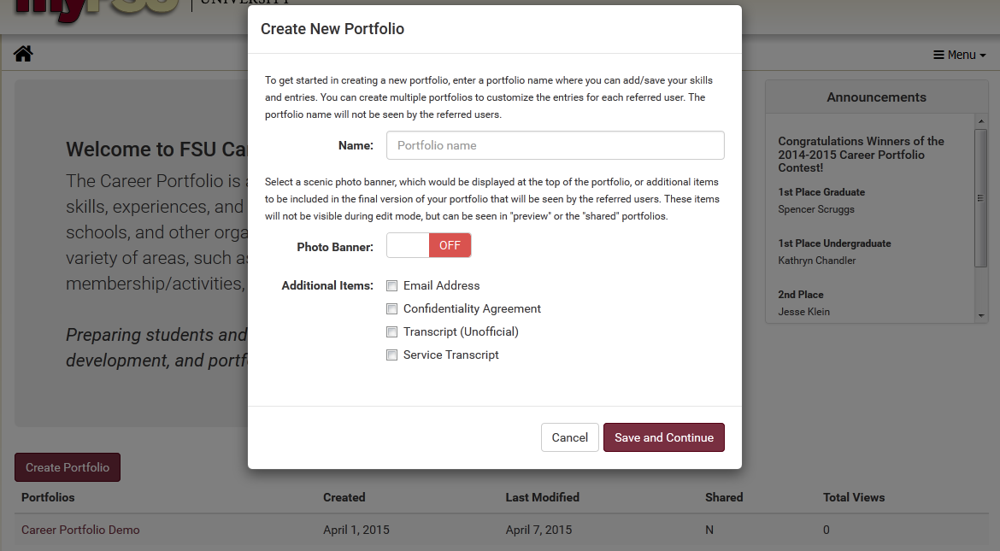 myFSU
UNIVERSITY
Create New Portfolio
Menu
To get started in creating a new portfolio, enter a portfolio name where you can add/save your skills
and entries. You can create multiple portfolios to customize the entries for each referred user. The
portfolio name will not be seen by the referred users.
Name: Portfolio name
Select a scenic photo banner, which would be displayed at the top of the portfolio, or additional items
to be included in the final version of your portfolio that will be seen by the referred users. These items
will not be visible during edit mode, but can be seen in "preview" or the "shared" portfolios.
Photo Banner: OFF
Additional Items: Email Address
Confidentiality Agreement
Transcript (Unofficial)
Service Transcript
Cancel Save and Continue
Welcome to FSU Ca
The Career Portfolio is
skills, experiences, and
schools, and other orga
variety of areas, such as
membership/activities,
Preparing students and
development, and portf
Announcements
Congratulations Winners of the
2014-2015 Career Portfolio
Contest!
1st Place Graduate
Spencer Scruggs
1st Place Undergraduate
Kathryn Chandler
2nd Place
Jesse Klein
Create Portfolio
Portfolios Created Last Modified Shared Total Views
Career Portfolio Demo April 1, 2015 April 7, 2015 N 0